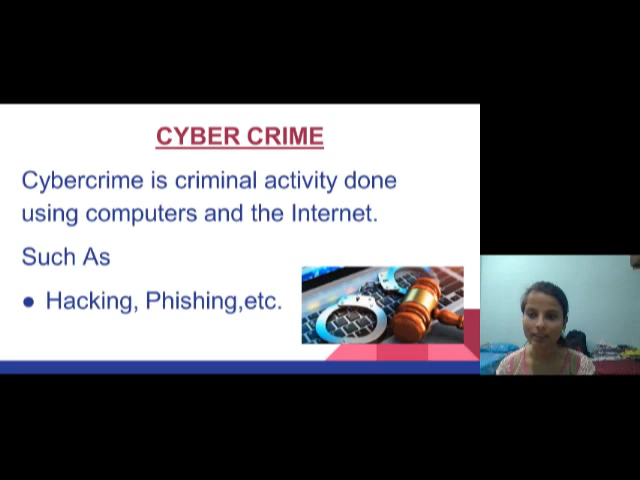 CYBER CRIME
Cybercrime is criminal activity done
using computers and the Internet.
Such As
● Hacking, Phishing,etc.